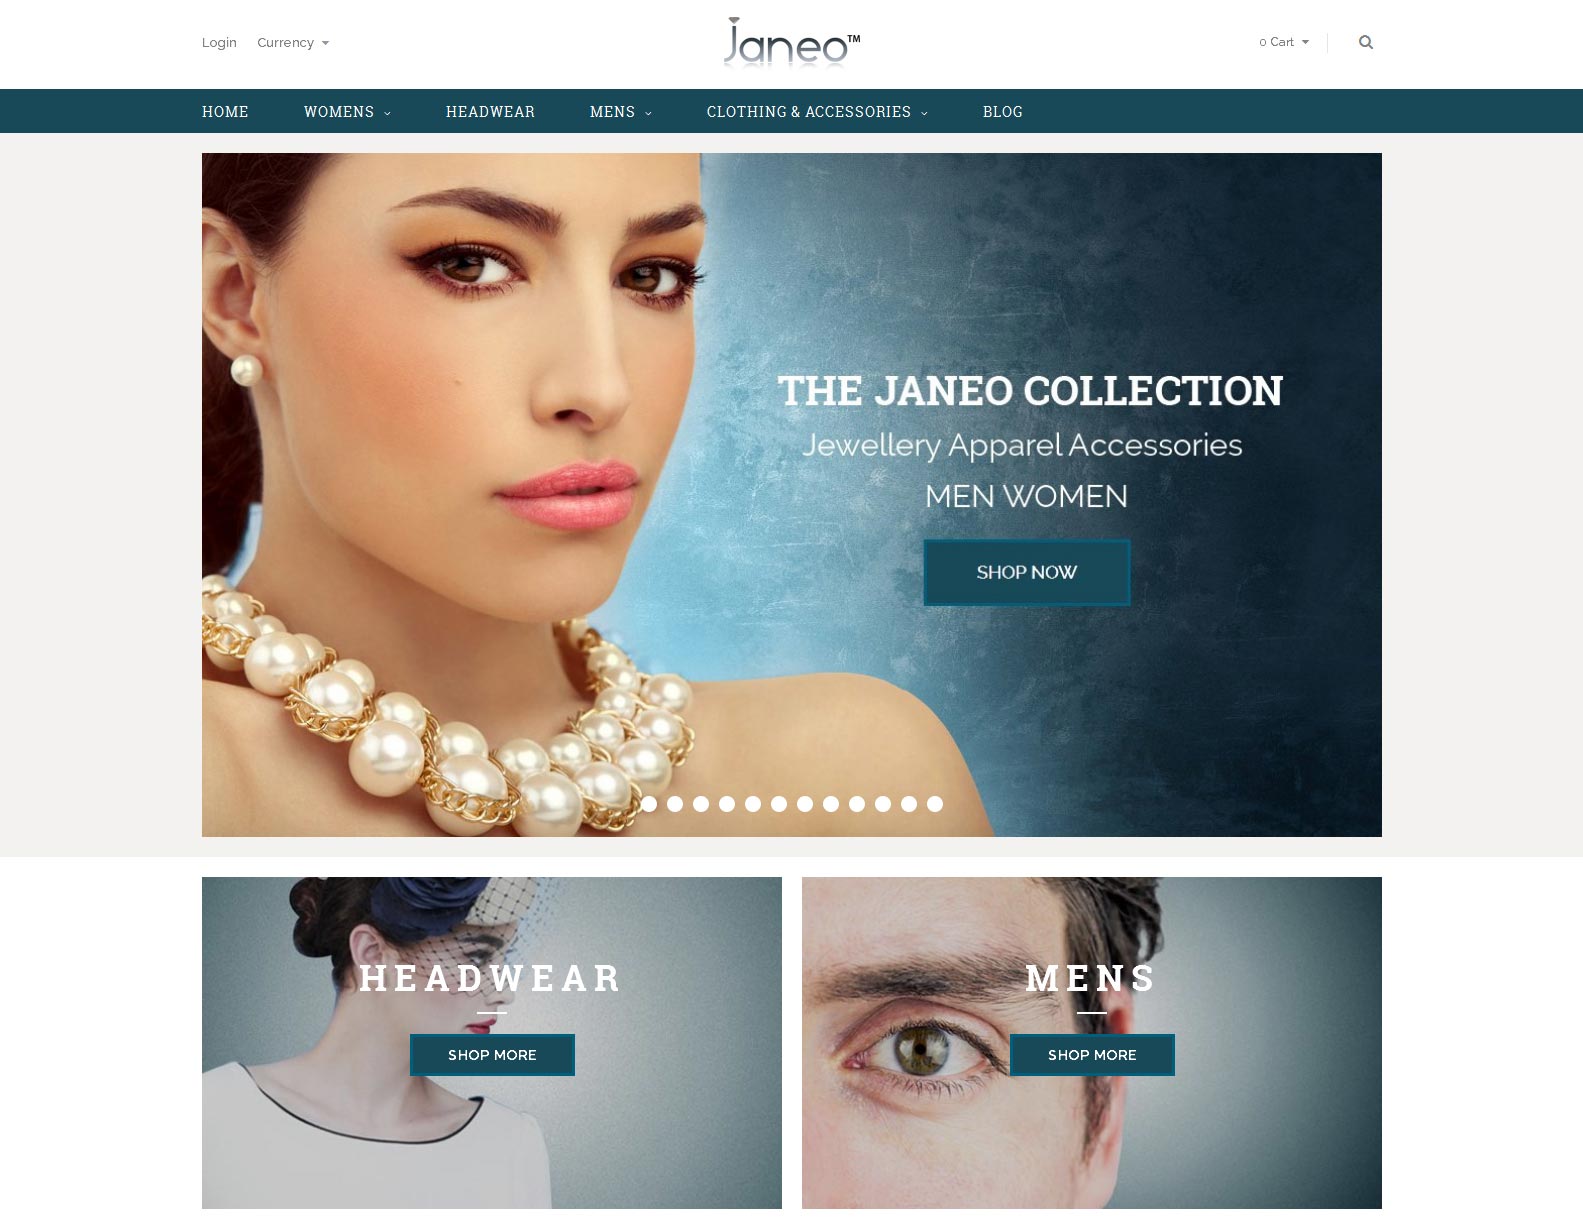 Login Currency
Janeo™
0 Cart
HOME WOMENS HEADWEAR MENS CLOTHING & ACCESSORIES BLOG
THE JANEO COLLECTION
Jewellery Apparel Accessories
MEN WOMEN
SHOP NOW
HEADWEAR
SHOP MORE
MENS
SHOP MORE